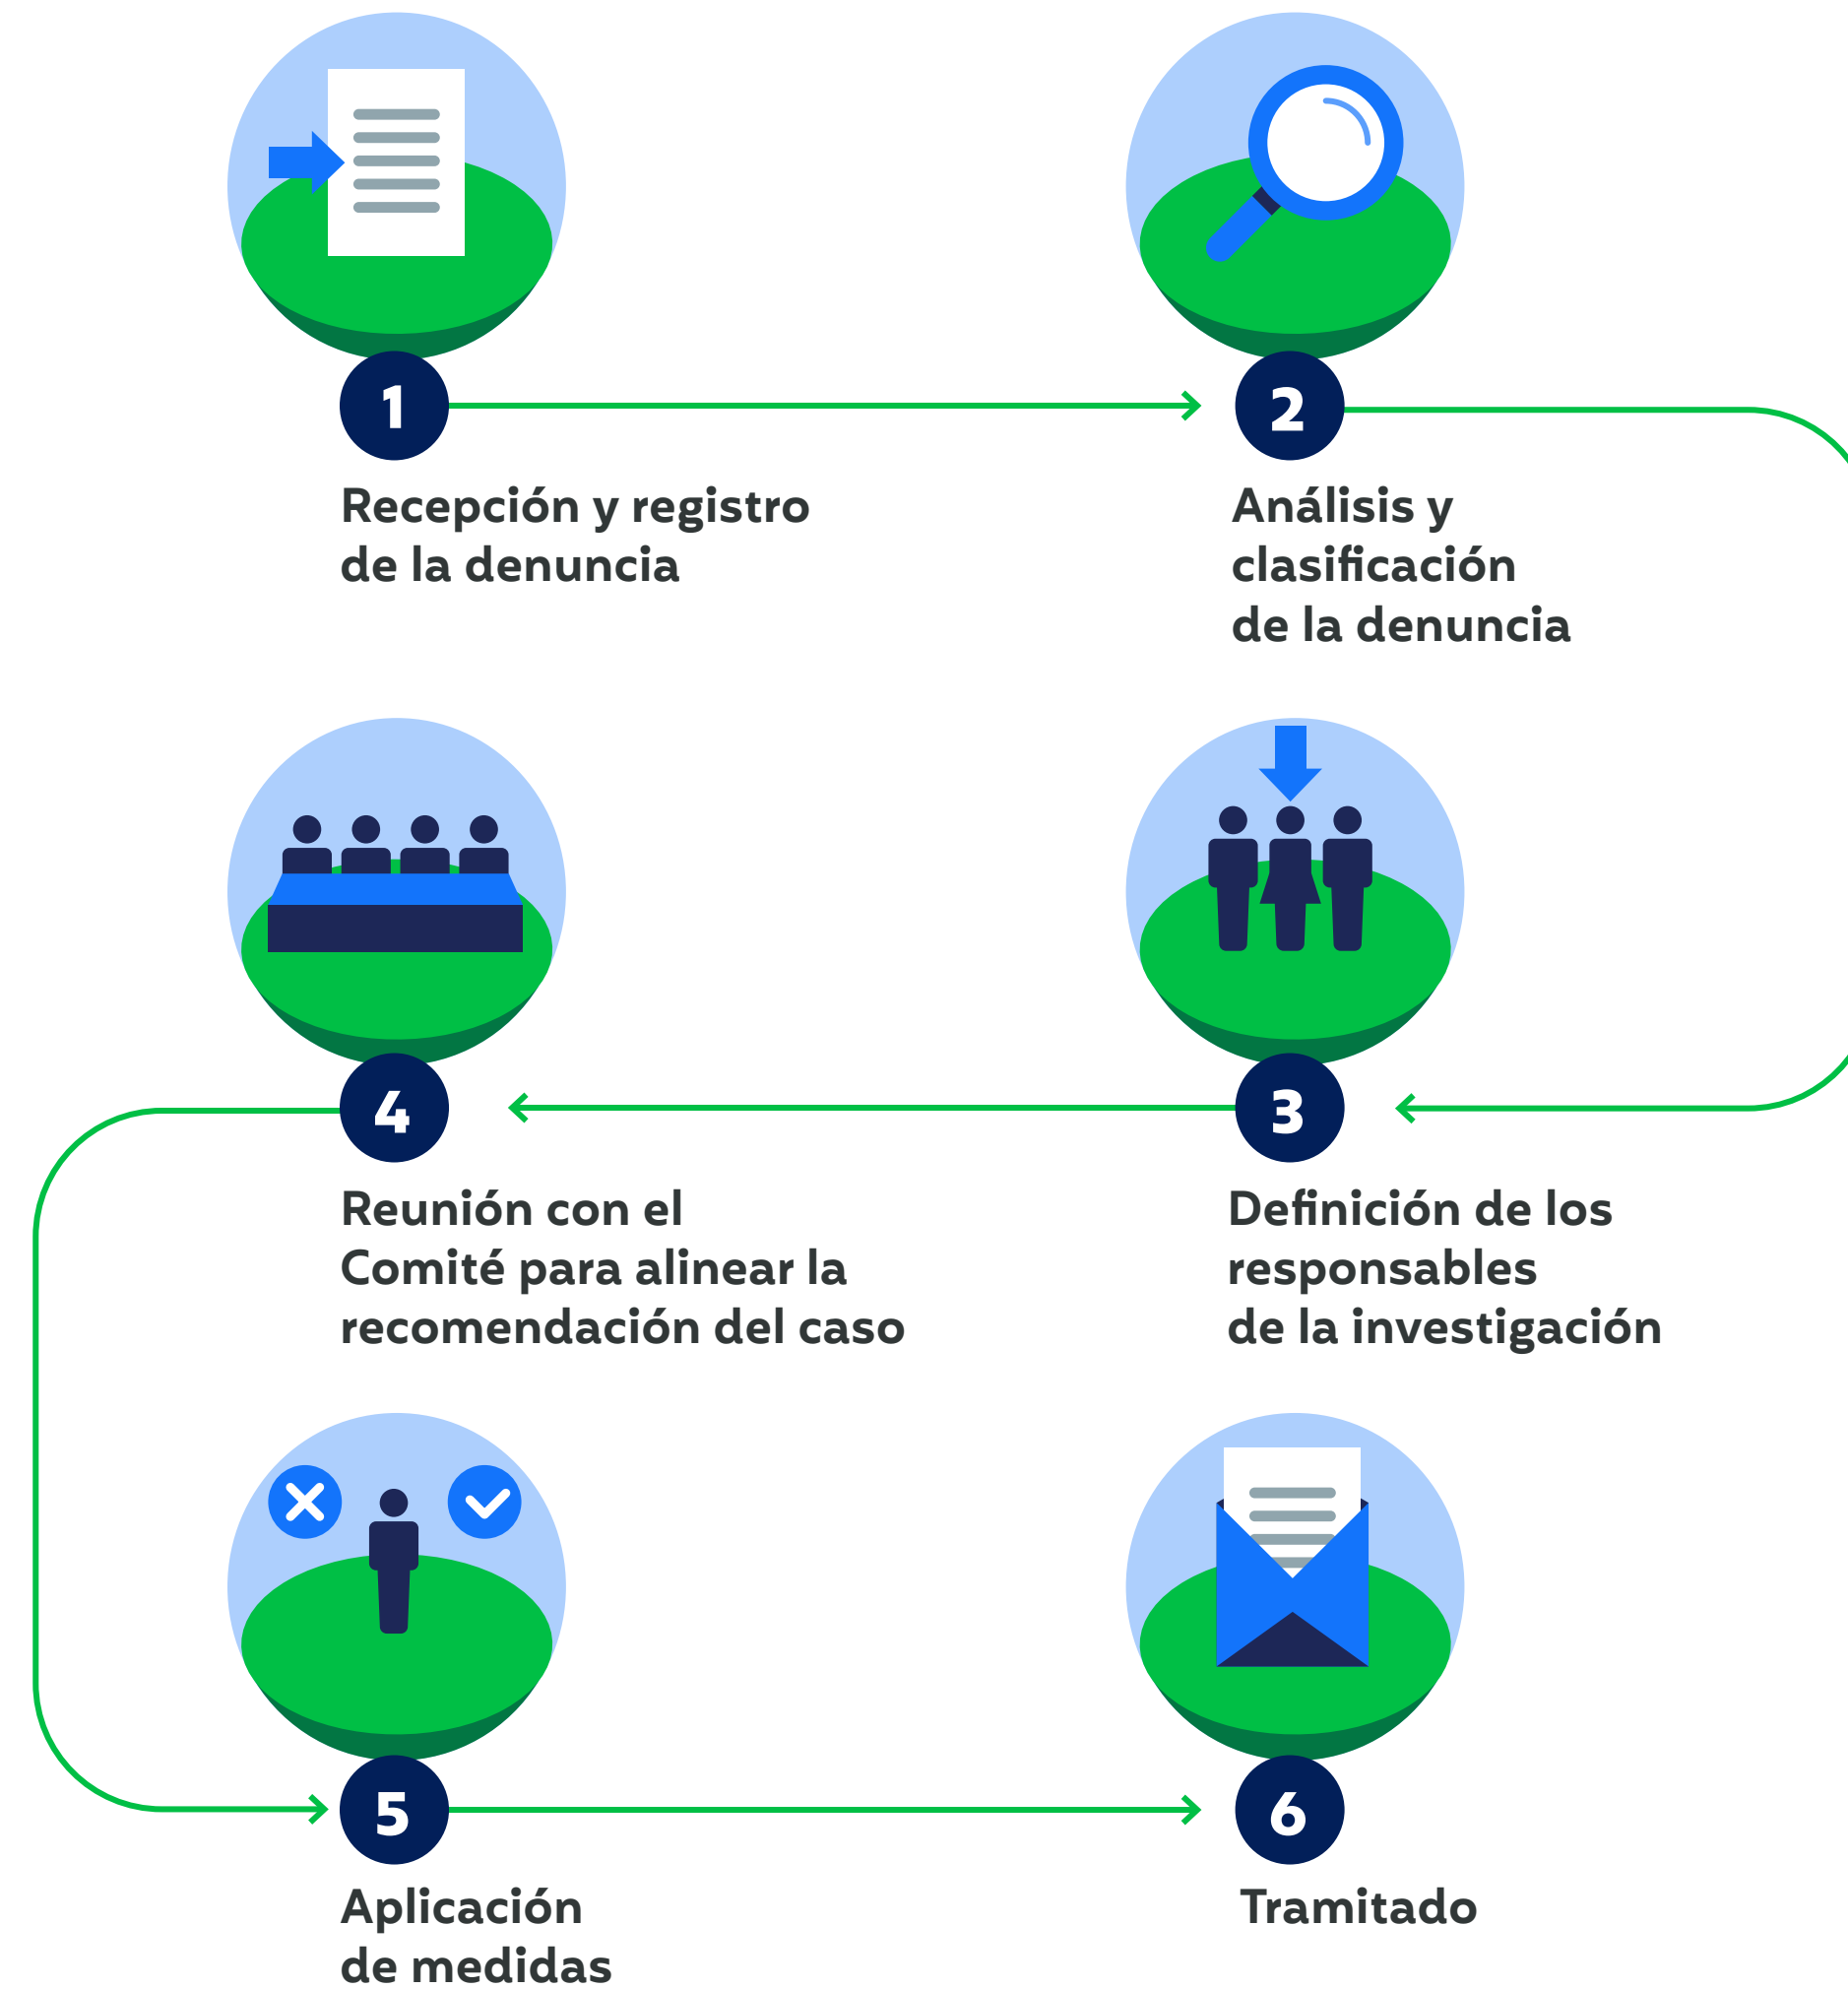 1
Recepción y registro
de la denuncia
2
Análisis y
clasificación
de la denuncia
3
Definición de los
responsables
de la investigación
4
Reunión con el
Comité para alinear la
recomendación del caso
5
Aplicación
de medidas
6
Tramitado